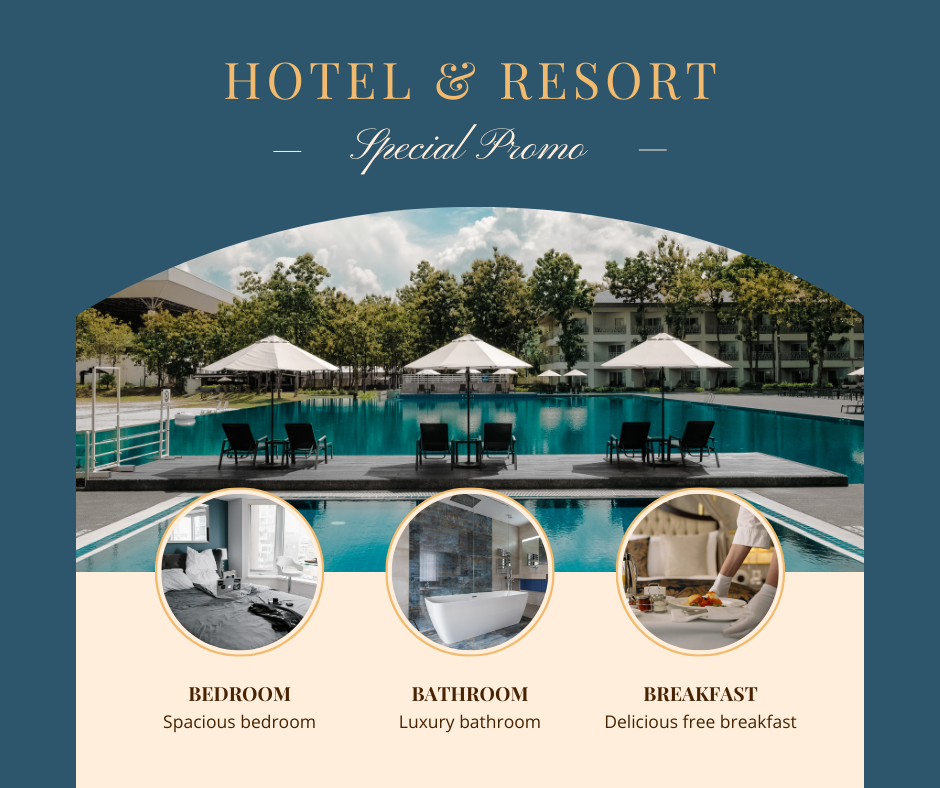 HOTEL & RESORT
Special Promo
BEDROOM
Spacious bedroom
BATHROOM
Luxury bathroom
BREAKFAST
Delicious free breakfast